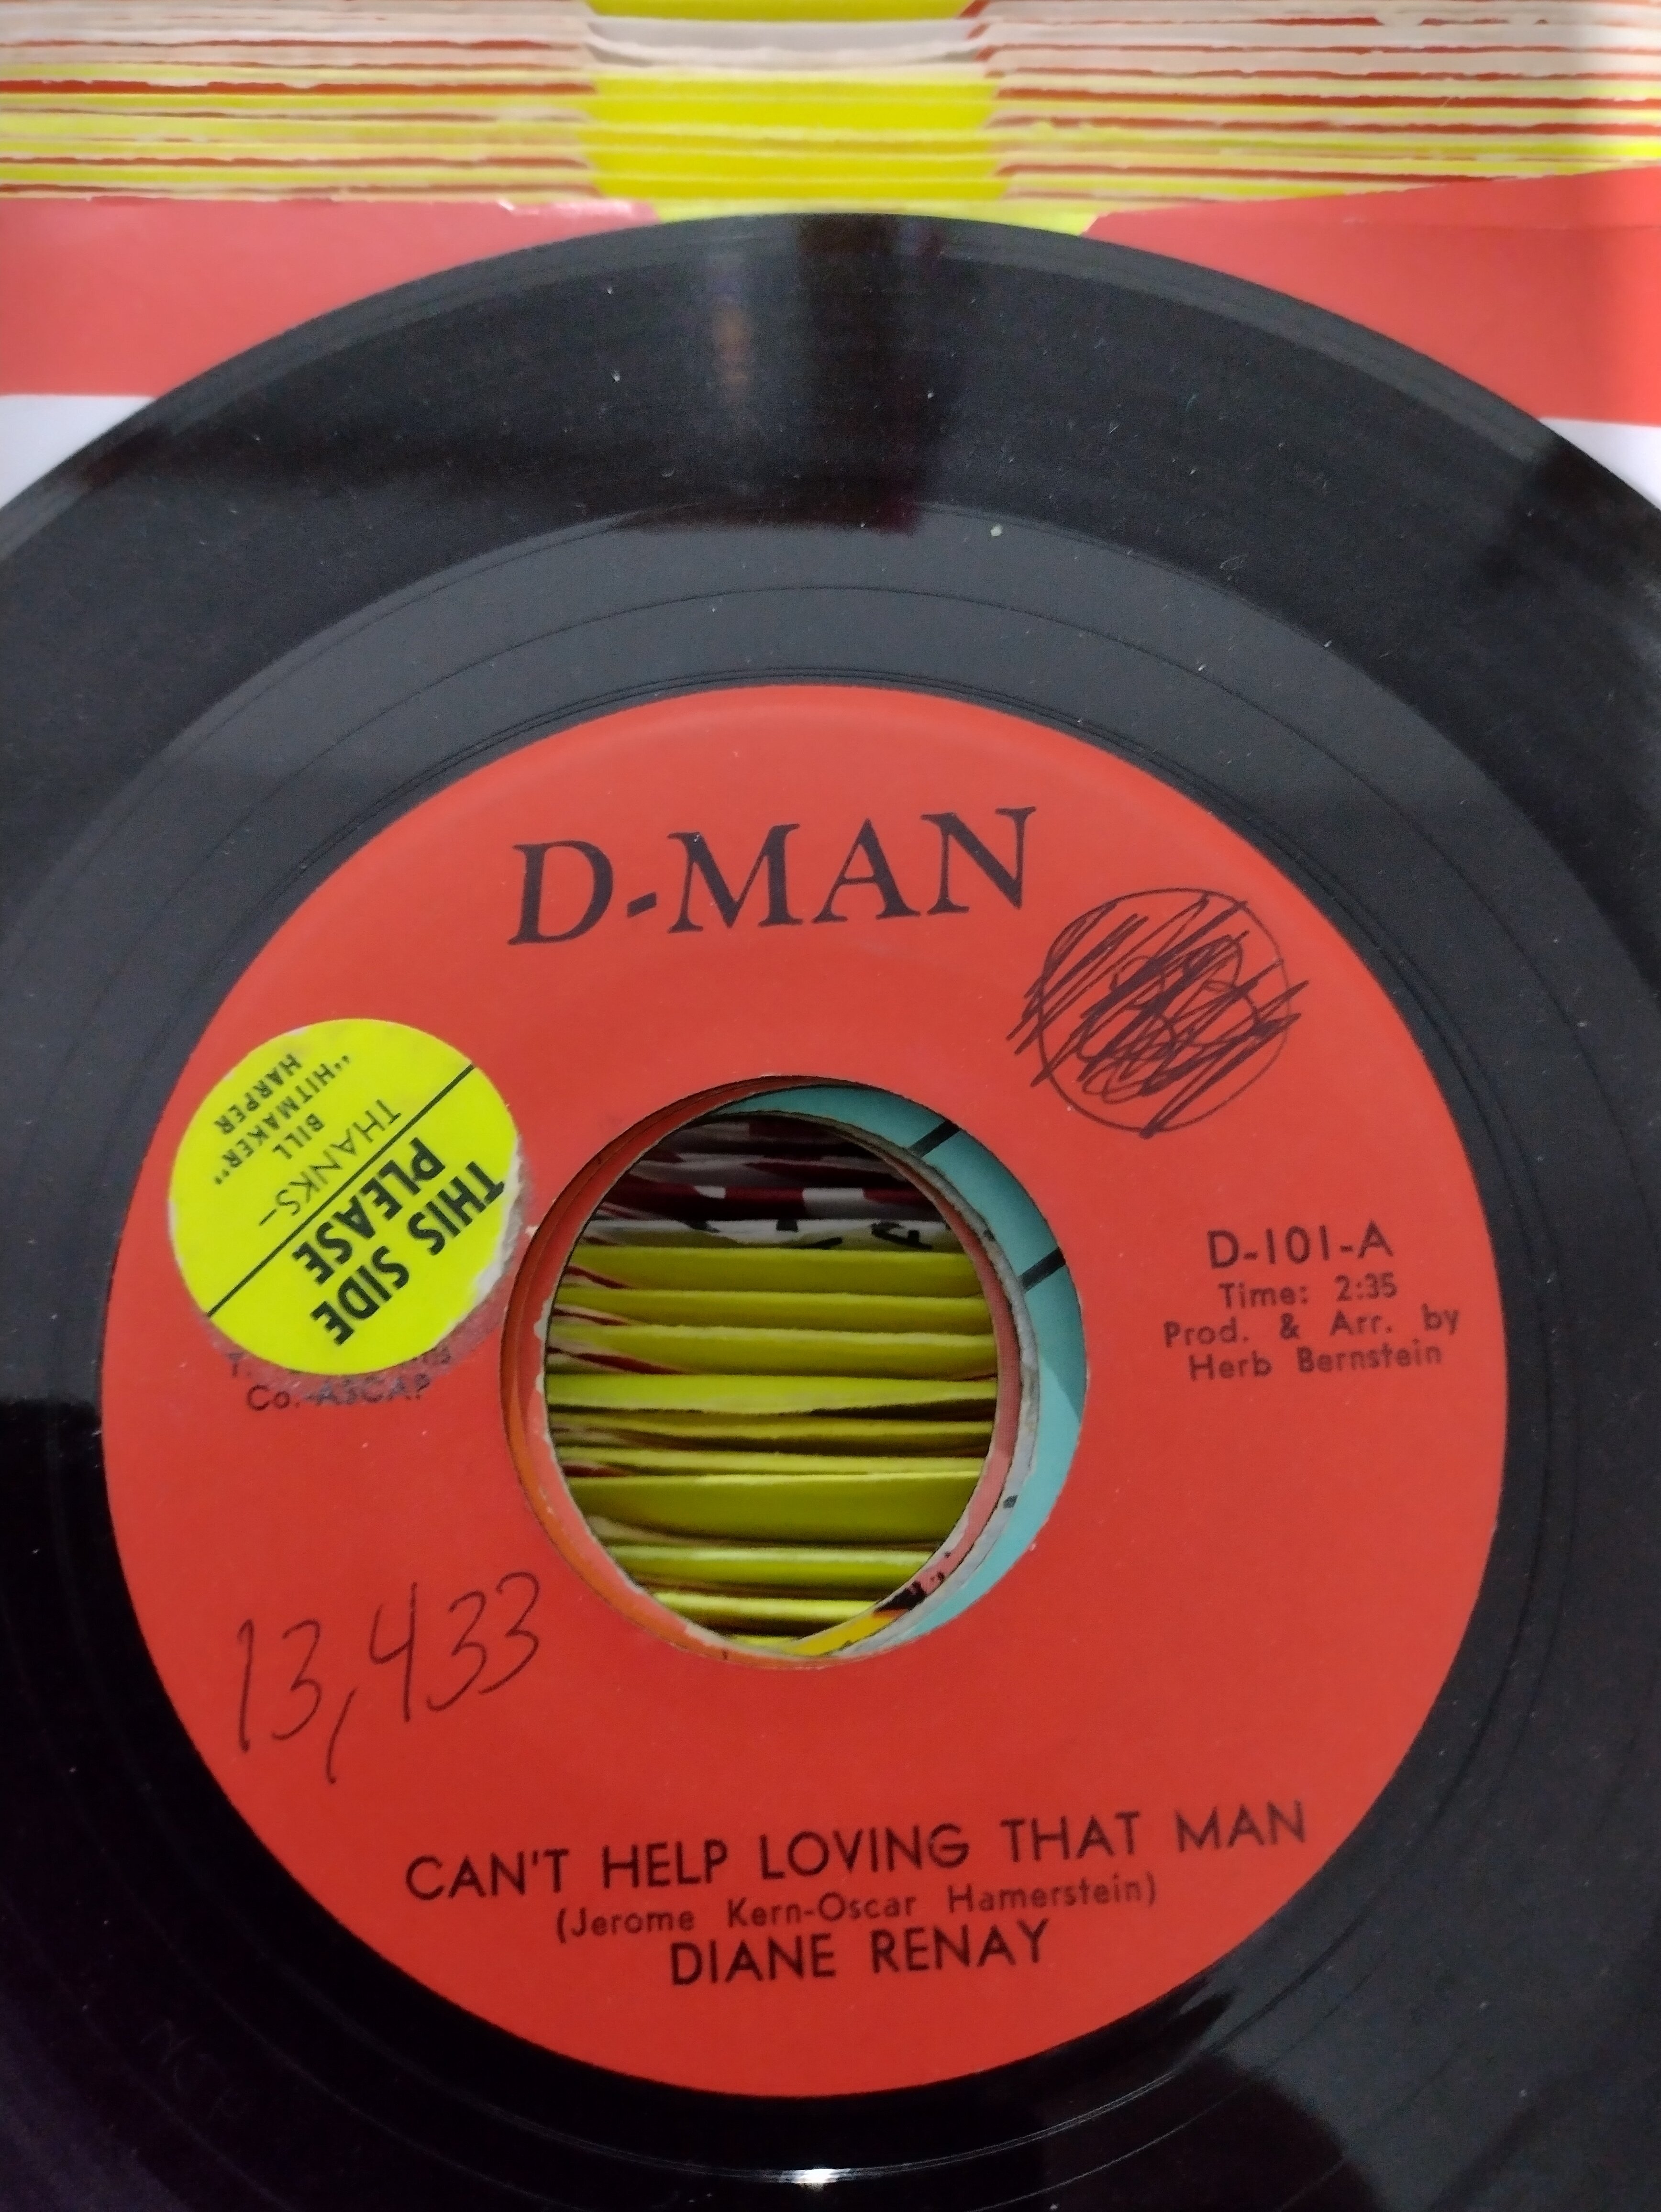 D-MAN
THIS SIDE
PLEASE
THANKS-
BILL
"HITMAKER"
HARPER
Co.-ASCAP
D-101-A
Time: 2:35
Prod. & Arr. by
Herb Bernstein
13,433
CAN'T HELP LOVING THAT MAN
(Jerome Kern-Oscar Hamerstein)
DIANE RENAY